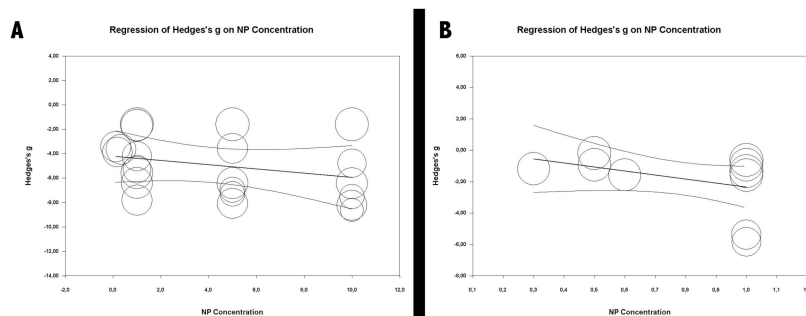 A
Regression of Hedges's g on NP Concentration
4,00
2,00
0,00
-2,00
-4,00
-6,00
-8,00
-10,00
-12,00
-14,00
Hedges's g
-2,0 0,0 2,0 4,0 6,0 8,0 10,0 12,0
NP Concentration
B
Regression of Hedges's g on NP Concentration
6,00
4,00
2,00
0,00
-2,00
-4,00
-6,00
-8,00
Hedges's g
0,1 0,2 0,3 0,4 0,5 0,6 0,7 0,8 0,9 1,0 1,1
NP Concentration